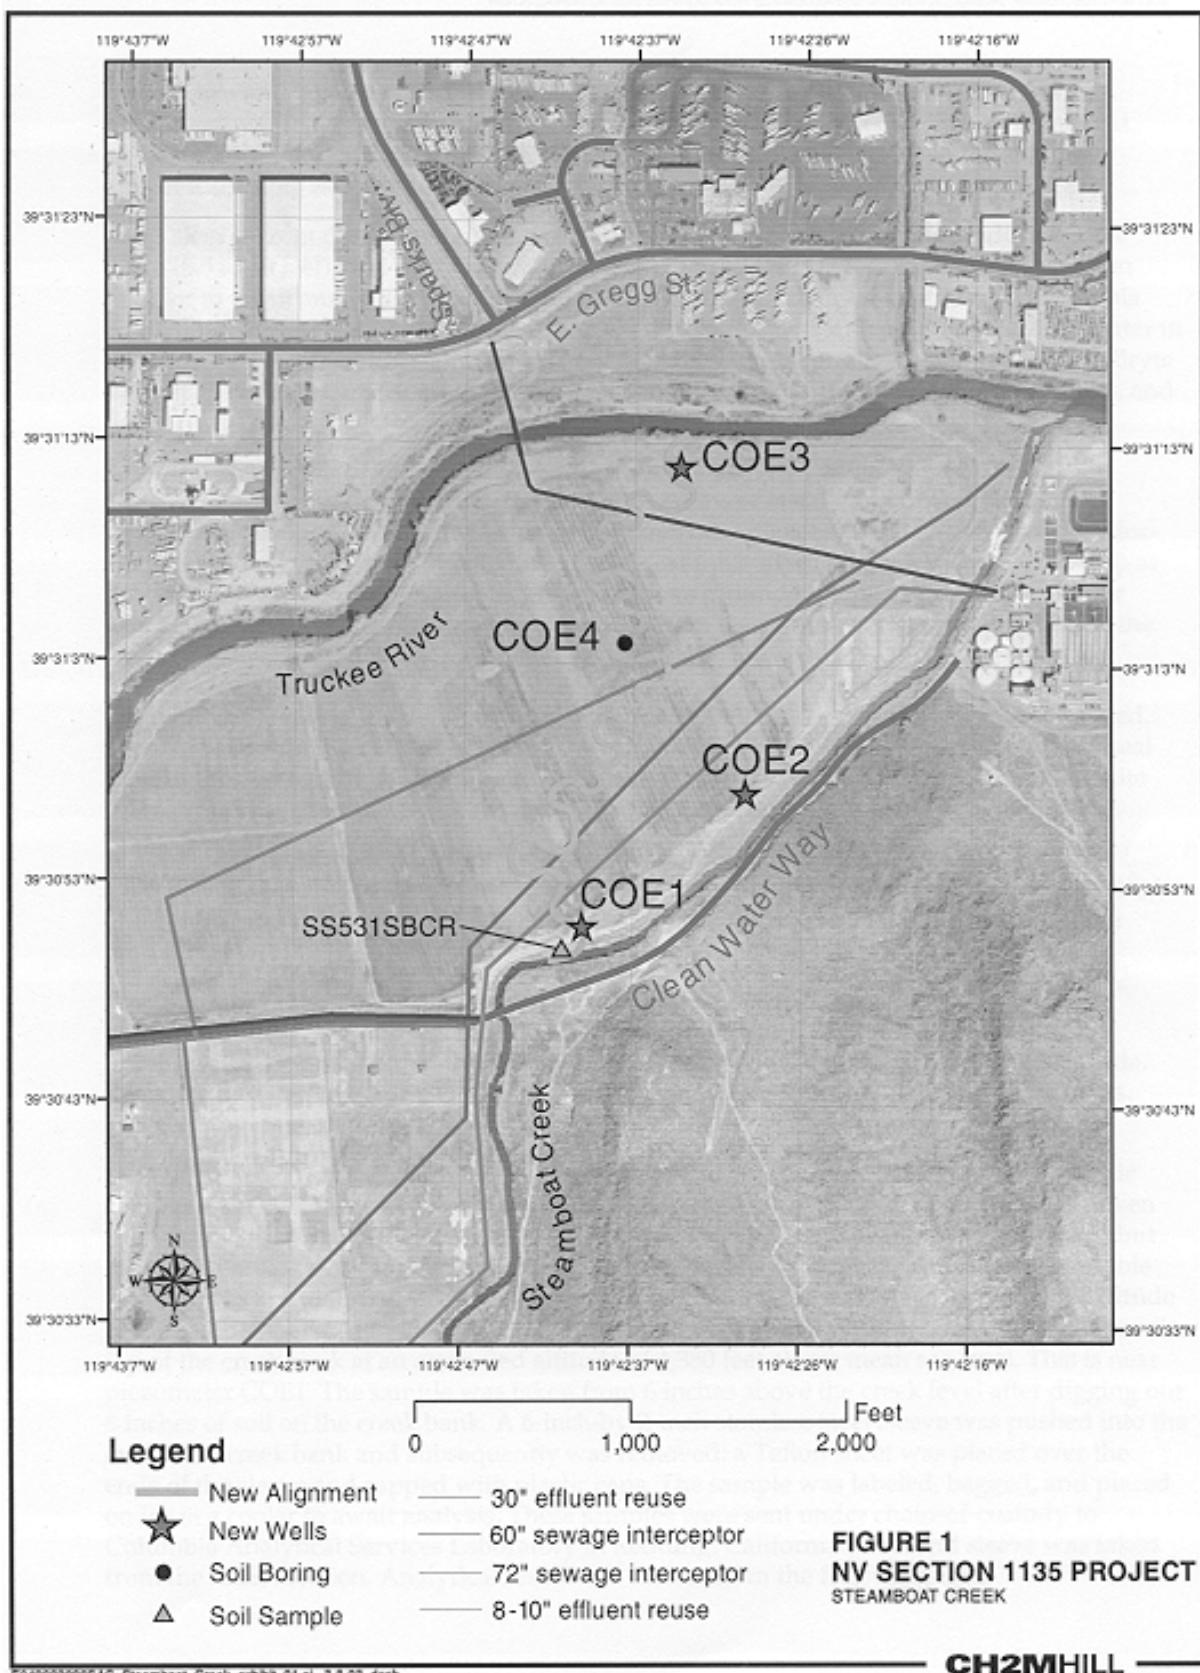 119°43'7"W 119°42'57"W 119°42'47"W 119°42'37"W 119°42'26"W 119°42'16"W
39°31'23"N
39°31'23"N
Sparks Blv
E. Gregg St.
39°31'13"N
39°31'13"N
COE3
COE4
Truckee River
39°31'3"N
39°31'3"N
COE2
39°30'53"N
39°30'53"N
COE1
SS531SBCR
Clean Water Way
39°30'43"N
39°30'43"N
Steamboat Creek
N
W E
S
39°30'33"N
39°30'33"N
119°43'7"W 119°42'57"W 119°42'47"W 119°42'37"W 119°42'26"W 119°42'16"W
Feet
0 1,000 2,000
Legend
New Alignment
New Wells
Soil Boring
Soil Sample
30" effluent reuse
60" sewage interceptor
72" sewage interceptor
8-10" effluent reuse
FIGURE 1
NV SECTION 1135 PROJECT
STEAMBOAT CREEK
CH2MHILL